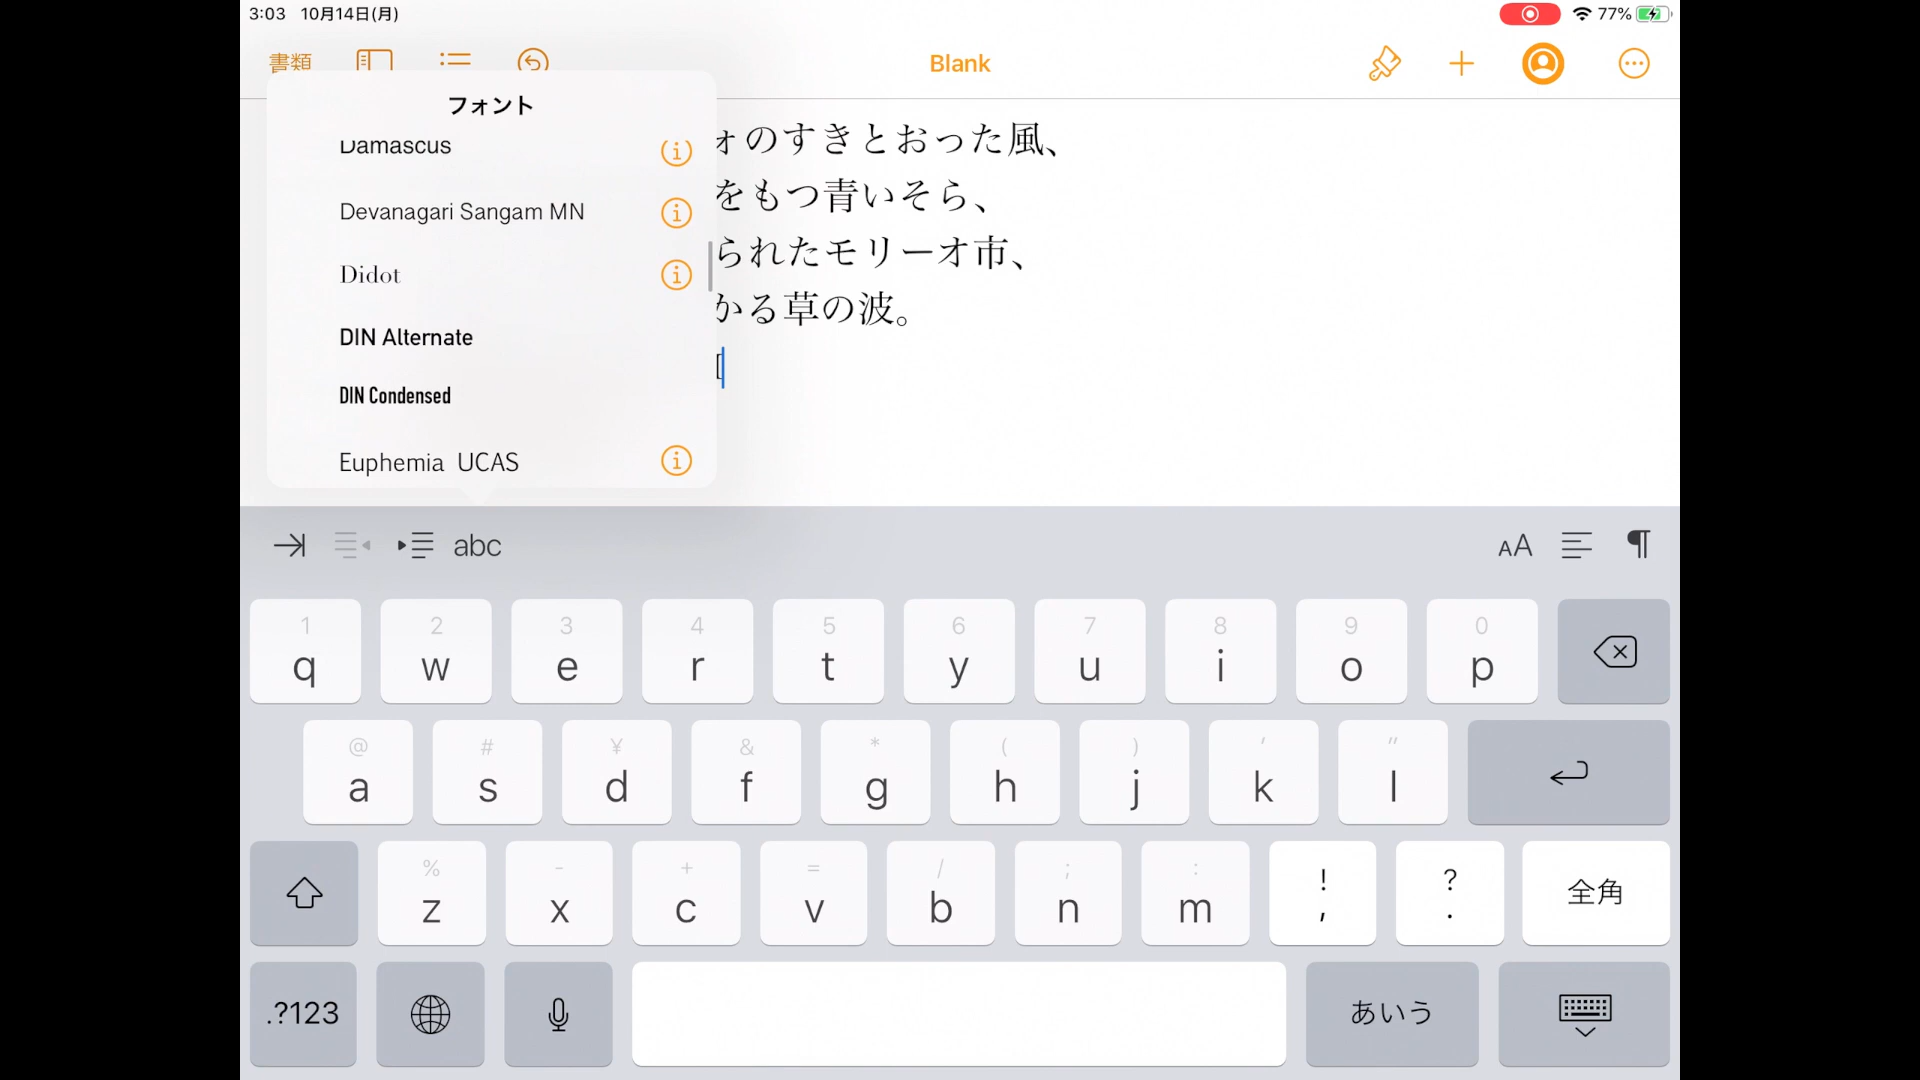 3:03 10月14日(月)
77%
書類
Blank
フォント
Damascus
Devanagari Sangam MN
Didot
DIN Alternate
DIN Condensed
Euphemia UCAS
ォのすきとおった風、
をもつ青いそら、
られたモリーオ市、
かる草の波。
abc
AA
1 2 3 4 5 6 7 8 9 0
q w e r t y u i o p
@ # ¥ & * ( ) ' "
a s d f g h j k l
% - + = / ; : ! ?
z x c v b n m , . 全角
.?123
あいう